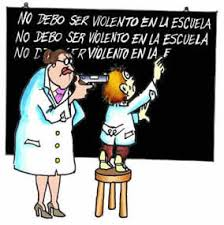 NO DEBO SER VIOLENTO EN LA ESCUELA
NO DEBO SER VIOLENTO EN LA ESCUELA
NO DEBO SER VIOLENTO EN LA E